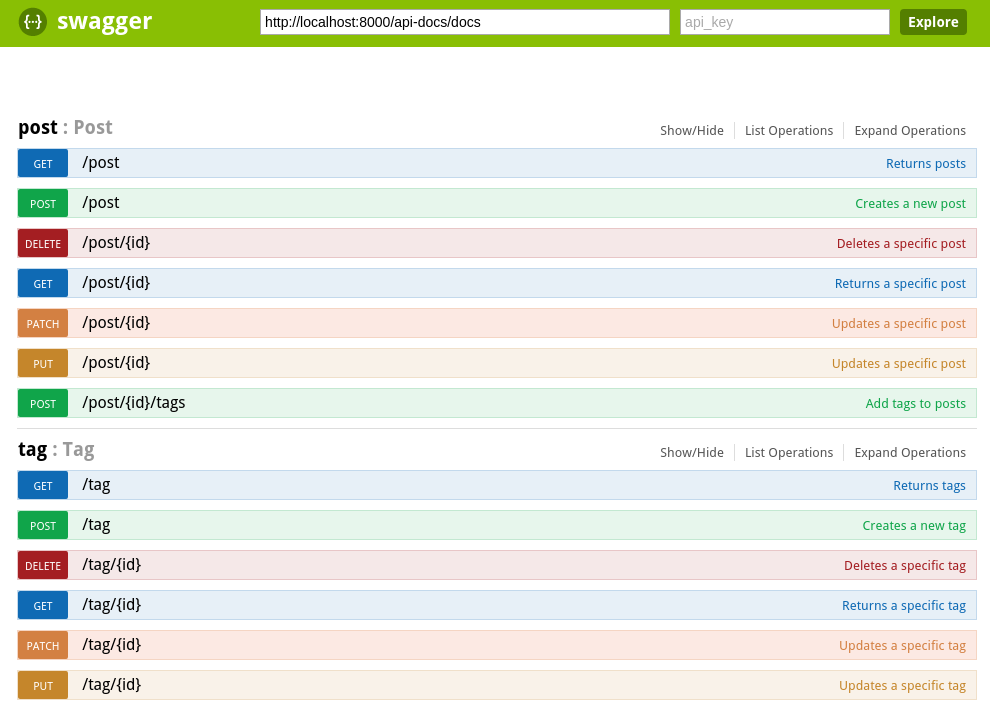 swagger http://localhost:8000/api-docs/docs api_key Explore
post : Post Show/Hide List Operations Expand Operations
GET /post Returns posts
POST /post Creates a new post
DELETE /post/{id} Deletes a specific post
GET /post/{id} Returns a specific post
PATCH /post/{id} Updates a specific post
PUT /post/{id} Updates a specific post
POST /post/{id}/tags Add tags to posts
tag : Tag Show/Hide List Operations Expand Operations
GET /tag Returns tags
POST /tag Creates a new tag
DELETE /tag/{id} Deletes a specific tag
GET /tag/{id} Returns a specific tag
PATCH /tag/{id} Updates a specific tag
PUT /tag/{id} Updates a specific tag